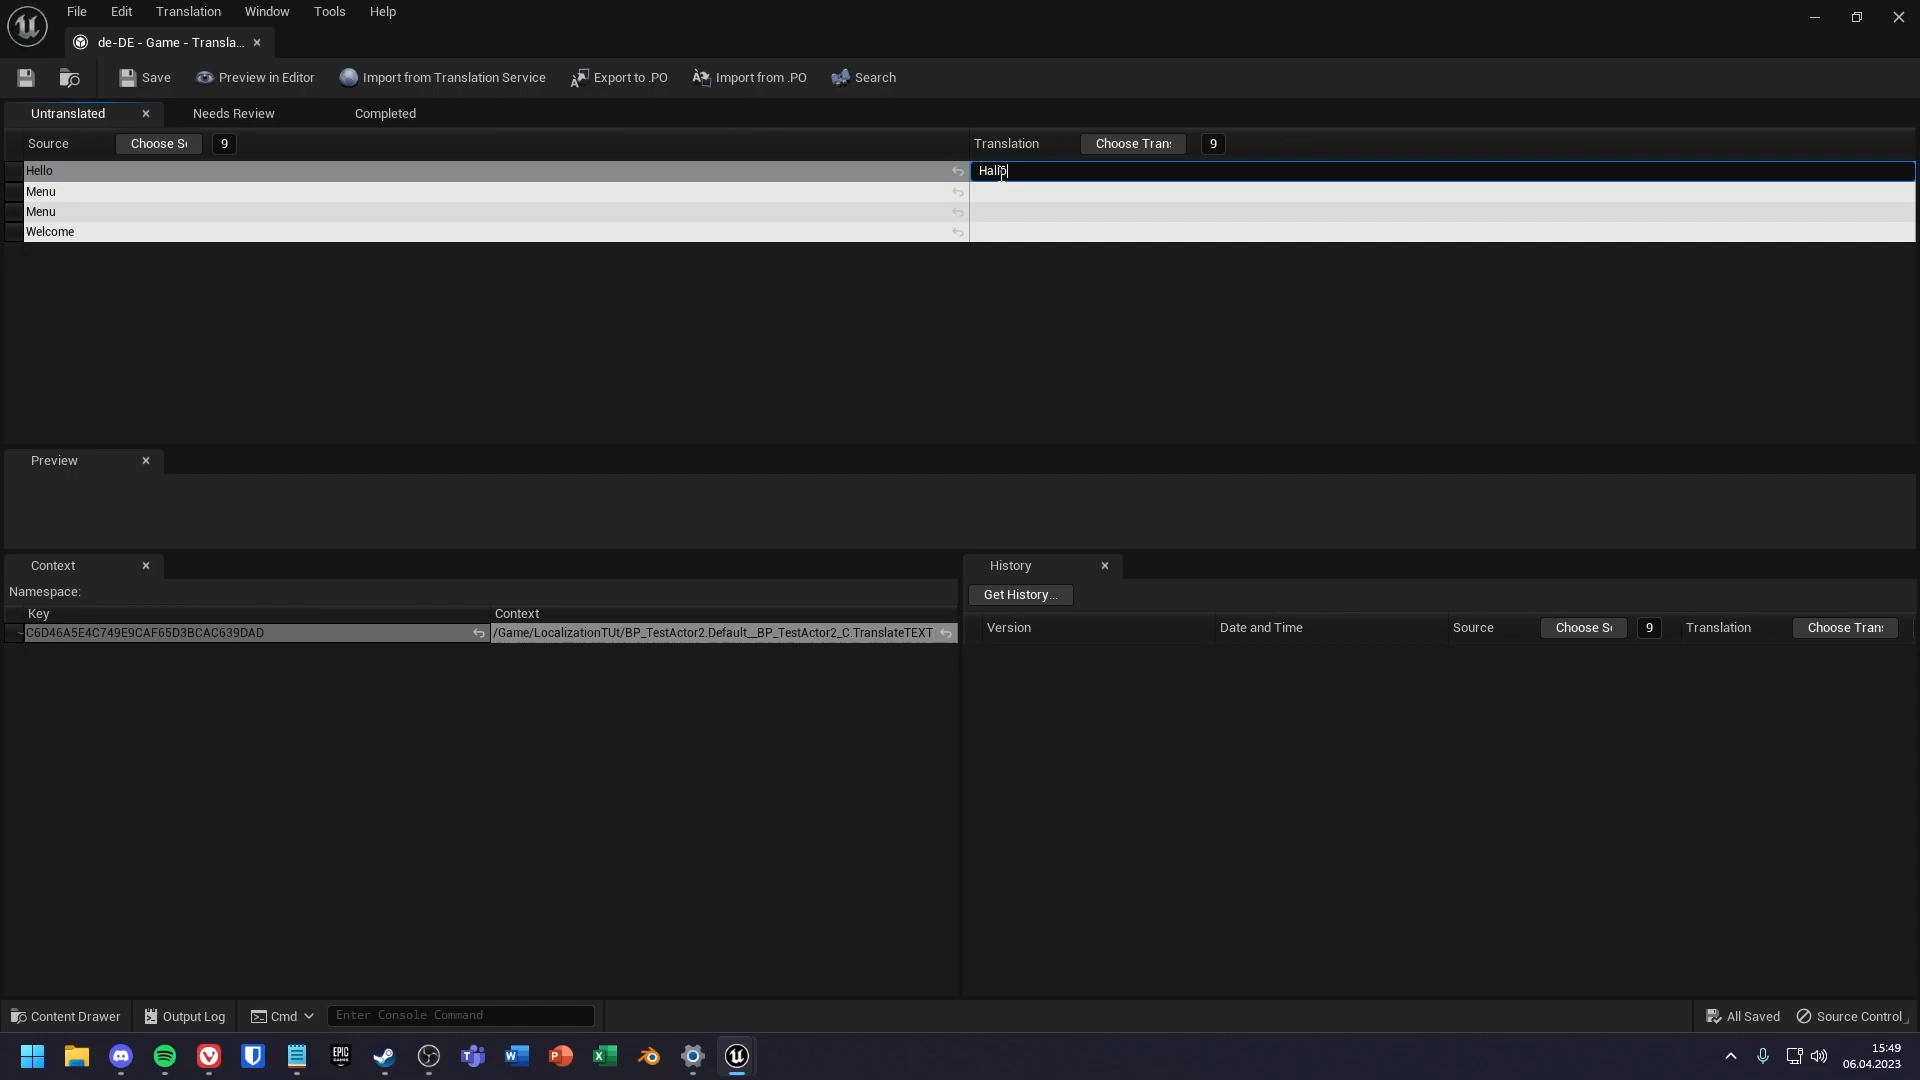 File Edit Translation Window Tools Help
de-DE - Game - Transla...
Save Preview in Editor Import from Translation Service Export to .PO Import from .PO Search
Untranslated Needs Review Completed
Source Choose S 9 Translation Choose Tran 9
Hello Hallo
Menu
Menu
Welcome
Preview
Context History
Namespace: Get History...
Key Context
C6D46A5E4C749E9CAF65D3BCAC639DAD /Game/LocalizationTUt/BP_TestActor2.Default__BP_TestActor2_C.TranslateTEXT
Version Date and Time Source Choose S 9 Translation Choose Tran
Content Drawer Output Log Cmd Enter Console Command All Saved Source Control
EPIC GAMES
15:49
06.04.2023